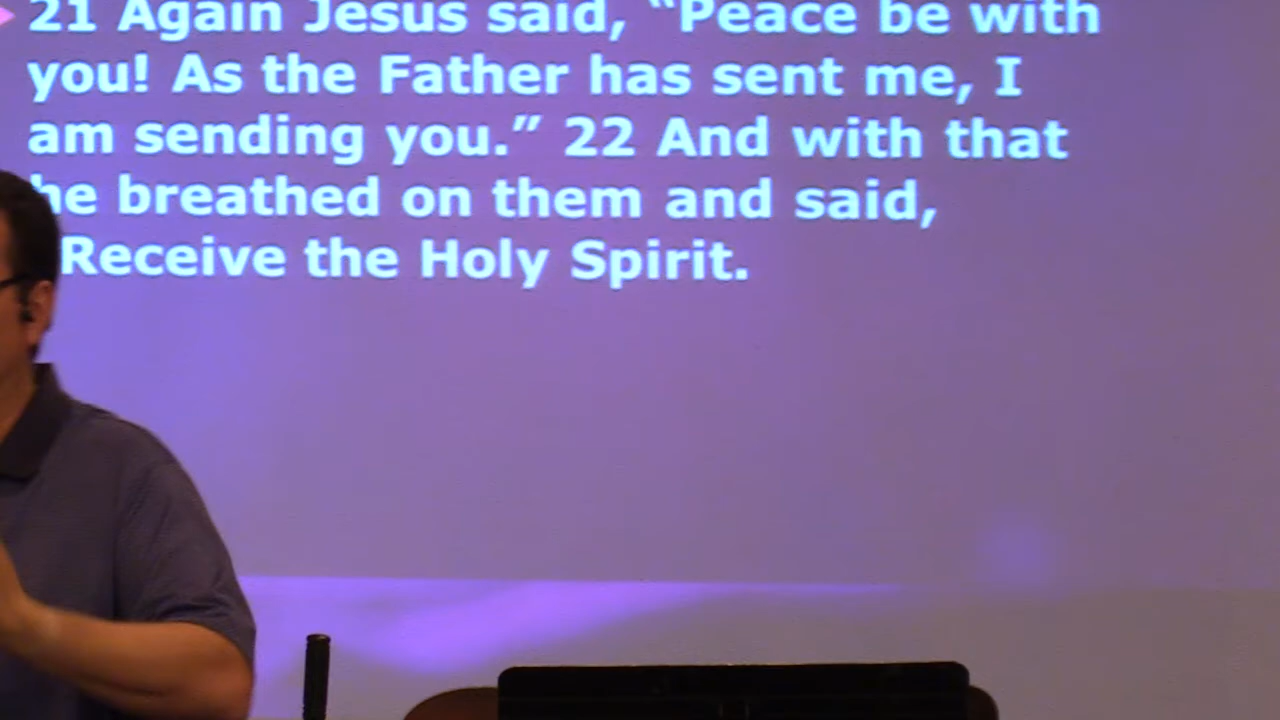 21 Again Jesus said, “Peace be with
you! As the Father has sent me, I
am sending you.” 22 And with that
he breathed on them and said,
Receive the Holy Spirit.